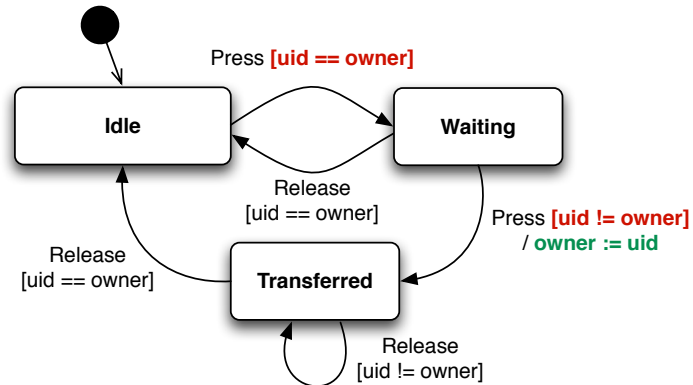 Press [uid == owner]
Idle
Waiting
Release
[uid == owner]
Press [uid != owner]
/ owner := uid
Release
[uid == owner]
Transferred
Release
[uid != owner]